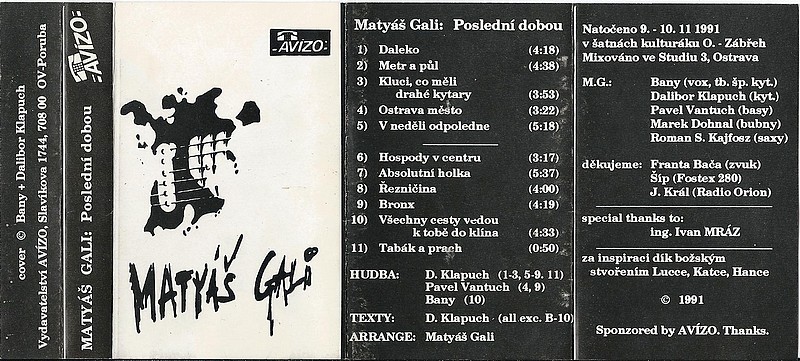 cover © Bany + Dalibor Klapuch
Vydavatelství AVÍZO, Slavíkova 1744, 708 00 OV-Poruba
MATYÁŠ GALI: Poslední dobou
AVÍZO
AVÍZO
MATYÁŠ GALI
Matyáš Gali: Poslední dobou
1) Daleko (4:18)
2) Metr a půl (4:38)
3) Kluci, co měli
drahé kytary (3:53)
4) Ostrava město (3:22)
5) V neděli odpoledne (5:18)
6) Hospody v centru (3:17)
7) Absolutní holka (5:37)
8) Řezničina (4:00)
9) Bronx (4:19)
10) Všechny cesty vedou
k tobě do klína (4:33)
11) Tabák a prach (0:50)
HUDBA: D. Klapuch (1-3, 5-9. 11)
Pavel Vantuch (4, 9)
Bany (10)
TEXTY: D. Klapuch (all exc. B-10)
ARRANGE: Matyáš Gali
Natočeno 9. - 10. 11 1991
v šatnách kulturáku O. - Zábřeh
Mixováno ve Studiu 3, Ostrava
M.G.: Bany (vox, tb. šp. kyt.)
Dalibor Klapuch (kyt.)
Pavel Vantuch (basy)
Marek Dohnal (bubny)
Roman S. Kajfosz (saxy)
děkujeme: Franta Bača (zvuk)
Šíp (Fostex 280)
J. Král (Radio Orion)
special thanks to:
ing. Ivan MRÁZ
za inspiraci dík božským
stvořením Lucce, Katce, Hance
© 1991
Sponzored by AVÍZO. Thanks.